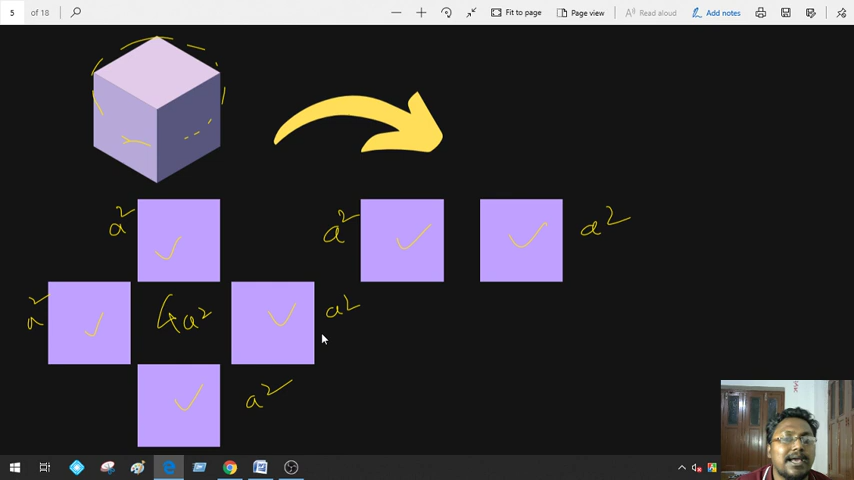 5 of 18
Fit to page
Page view
Read aloud
Add notes
a²
a²
a²
a²
4a²
a²
a²